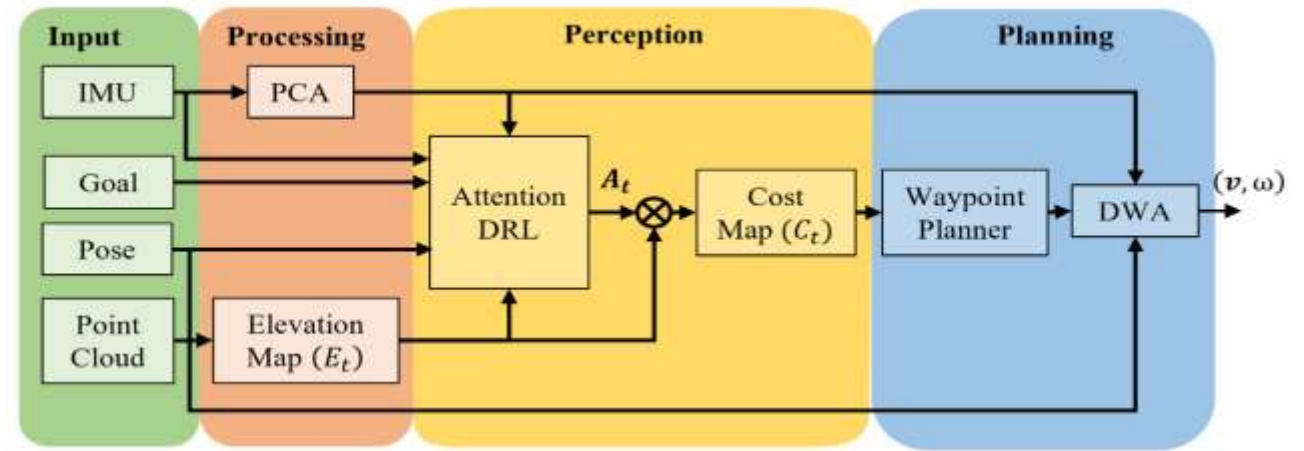 Input
Processing
Perception
Planning
IMU
PCA
Goal
Pose
Point
Cloud
Elevation
Map (E_t)
Attention
DRL
A_t
Cost
Map (C_t)
Waypoint
Planner
DWA
(v, ω)